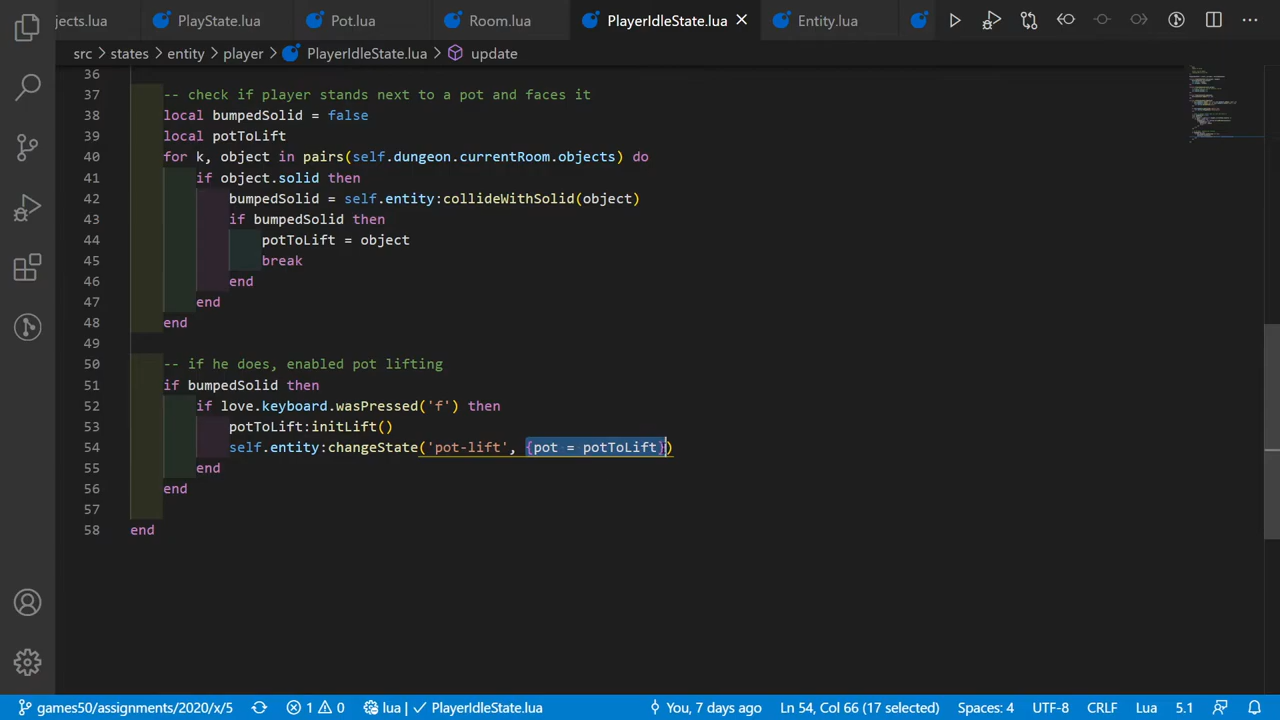 jects.lua PlayState.lua Pot.lua Room.lua PlayerIdleState.lua Entity.lua
src > states > entity > player > PlayerIdleState.lua > update
36
37 -- check if player stands next to a pot and faces it
38 local bumpedSolid = false
39 local potToLift
40 for k, object in pairs(self.dungeon.currentRoom.objects) do
41 if object.solid then
42 bumpedSolid = self.entity:collideWithSolid(object)
43 if bumpedSolid then
44 potToLift = object
45 break
46 end
47 end
48 end
49
50 -- if he does, enabled pot lifting
51 if bumpedSolid then
52 if love.keyboard.wasPressed('f') then
53 potToLift:initLift()
54 self.entity:changeState('pot-lift', {pot = potToLift})
55 end
56 end
57
58 end
games50/assignments/2020/x/5 1 0 lua | ✓ PlayerIdleState.lua You, 7 days ago Ln 54, Col 66 (17 selected) Spaces: 4 UTF-8 CRLF Lua 5.1